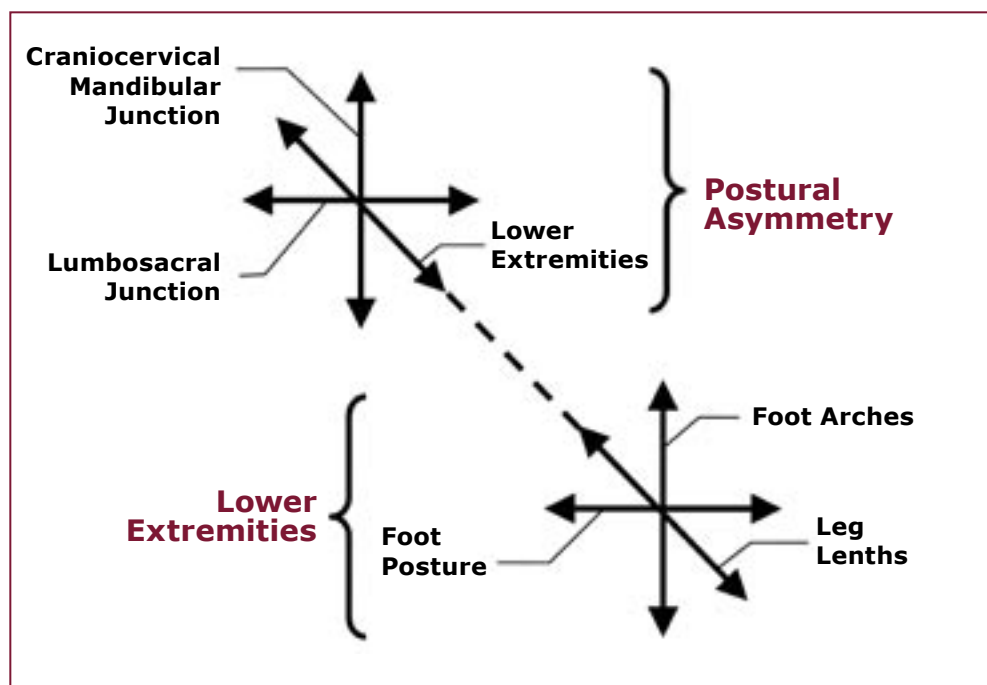 Craniocervical
Mandibular
Junction
Postural
Asymmetry
Lower
Extremities
Lumbosacral
Junction
Foot Arches
Lower
Extremities
Foot
Posture
Leg
Lenths